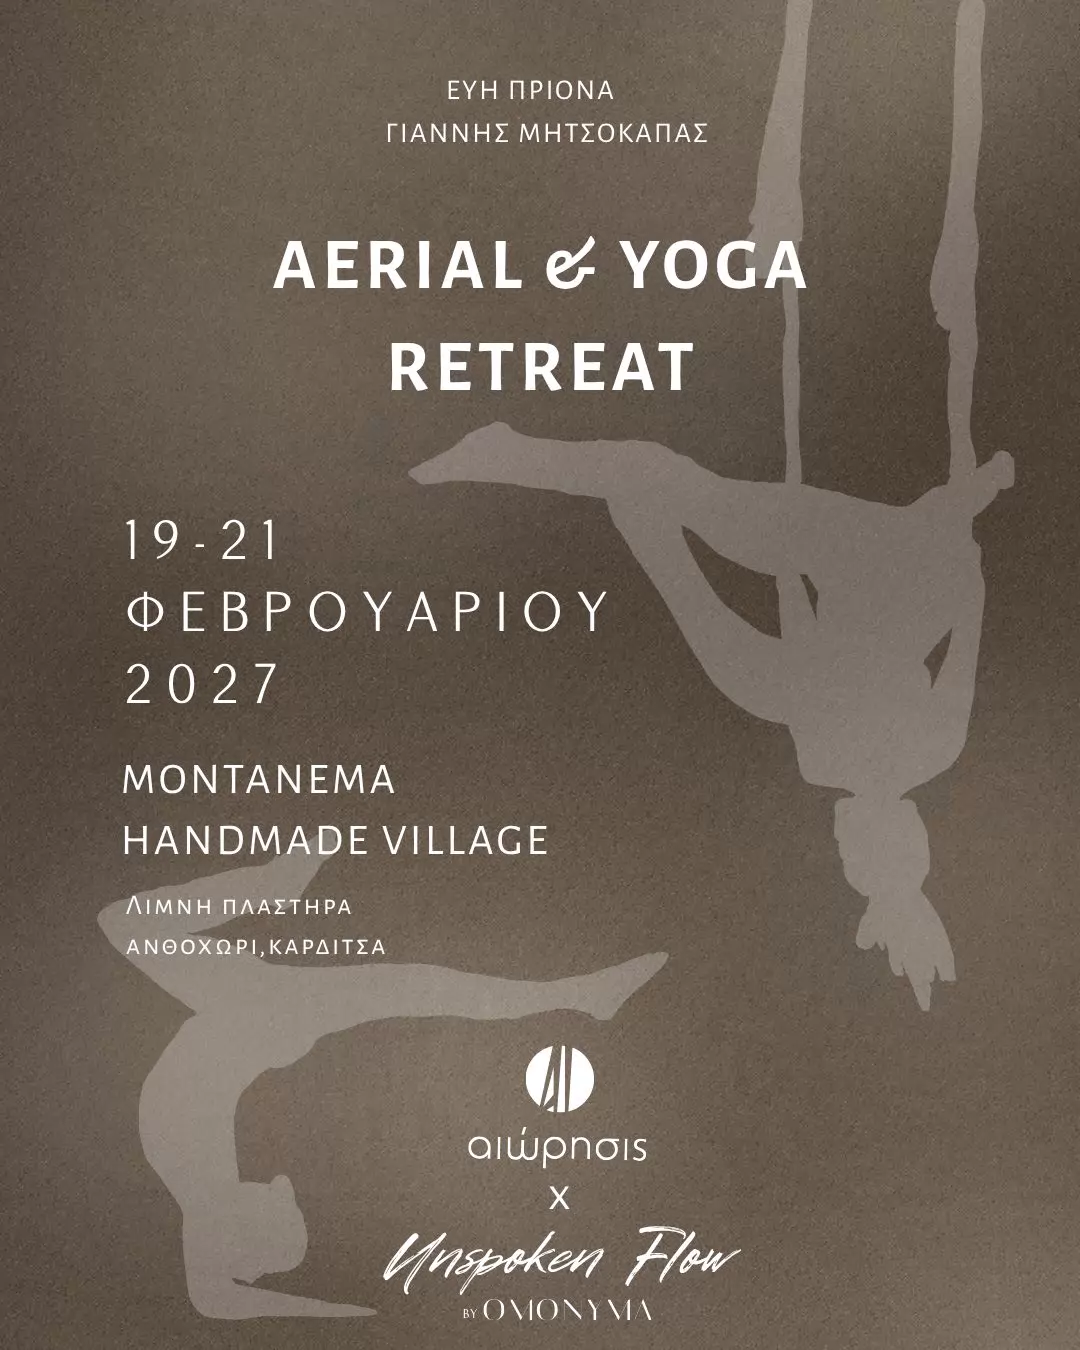 ΕΥΗ ΠΡΙΟΝΑ
ΓΙΑΝΝΗΣ ΜΗΤΣΟΚΑΠΑΣ
AERIAL & YOGA
RETREAT
19-21
ΦΕΒΡΟΥΑΡΙΟΥ
2027
MONTANEMA
HANDMADE VILLAGE
Λιμνη πλαστηρα
ανθοχωρι,καρδιτσα
αιώρησις
X
Unspoken Flow
BY OMONYMA